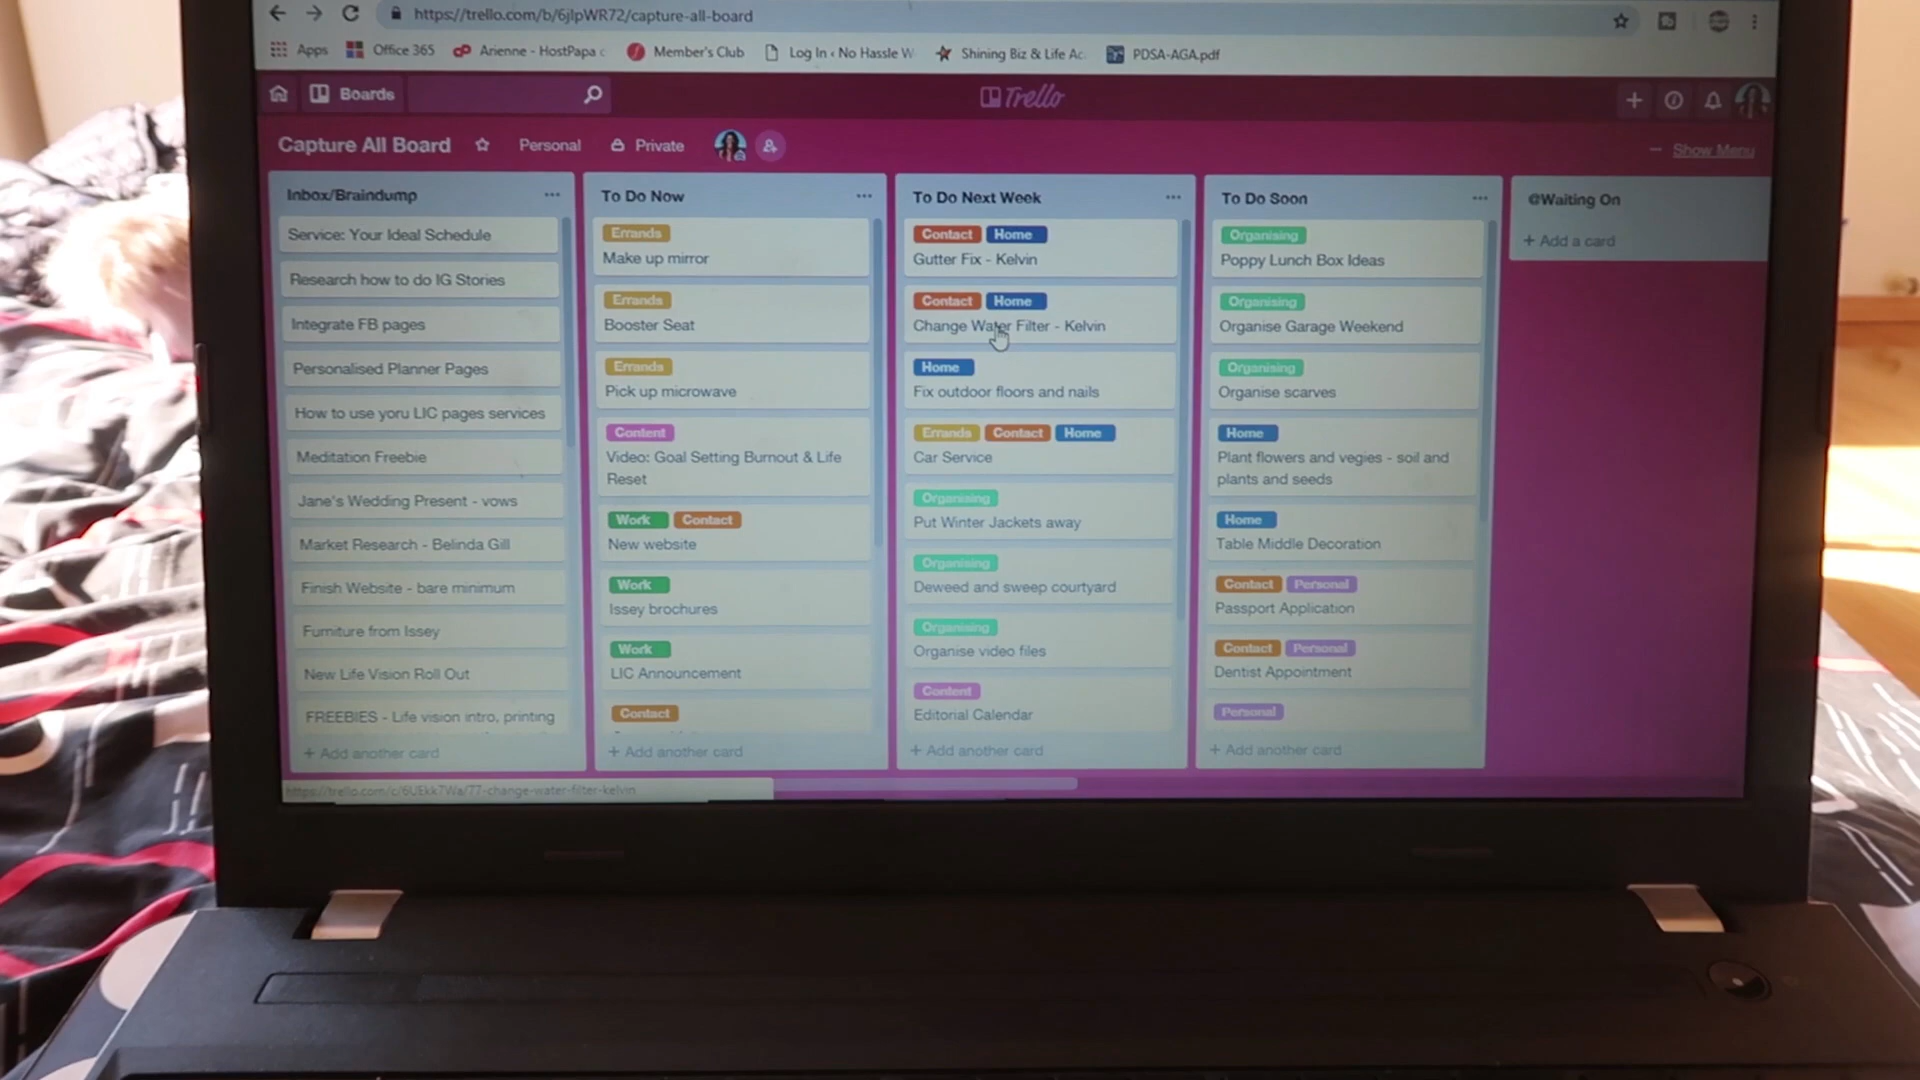 https://trello.com/b/6jlpWR72/capture-all-board
Apps
Office 365
Arienne - HostPapa c
Member's Club
Log In ‹ No Hassle W
Shining Biz & Life Ac
PDSA-AGA.pdf
Boards
Trello
Capture All Board
Personal
Private
Show Menu
Inbox/Braindump
Service: Your Ideal Schedule
Research how to do IG Stories
Integrate FB pages
Personalised Planner Pages
How to use yoru LIC pages services
Meditation Freebie
Jane's Wedding Present - vows
Market Research - Belinda Gill
Finish Website - bare minimum
Furniture from Issey
New Life Vision Roll Out
FREEBIES - Life vision intro, printing
+ Add another card
To Do Now
Errands
Make up mirror
Errands
Booster Seat
Errands
Pick up microwave
Content
Video: Goal Setting Burnout & Life
Reset
Work Contact
New website
Work
Issey brochures
Work
LIC Announcement
Contact
+ Add another card
To Do Next Week
Contact Home
Gutter Fix - Kelvin
Contact Home
Change Water Filter - Kelvin
Home
Fix outdoor floors and nails
Errands Contact Home
Car Service
Organising
Put Winter Jackets away
Organising
Deweed and sweep courtyard
Organising
Organise video files
Content
Editorial Calendar
+ Add another card
To Do Soon
Organising
Poppy Lunch Box Ideas
Organising
Organise Garage Weekend
Organising
Organise scarves
Home
Plant flowers and vegies - soil and
plants and seeds
Home
Table Middle Decoration
Contact Personal
Passport Application
Contact Personal
Dentist Appointment
Personal
+ Add another card
@Waiting On
+ Add a card
https://trello.com/c/6UEkk7Wa/77-change-water-filter-kelvin